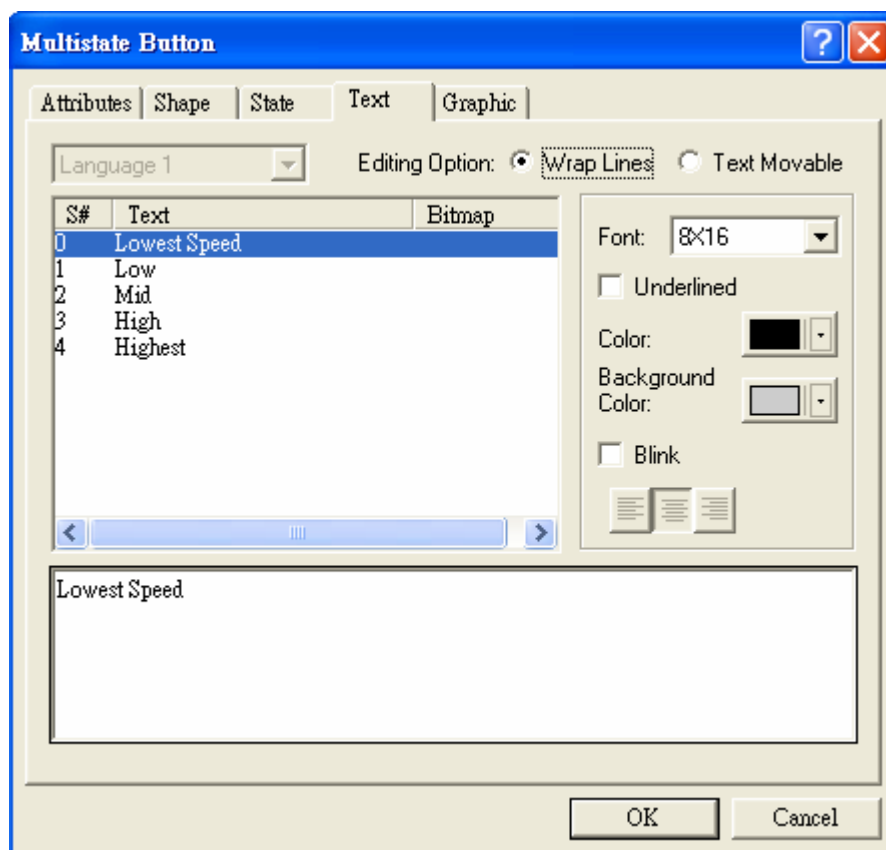 Multistate Button
Attributes Shape State Text Graphic
Language 1 Editing Option: Wrap Lines Text Movable
S# Text Bitmap
0 Lowest Speed
1 Low
2 Mid
3 High
4 Highest
Font: 8X16
Underlined
Color:
Background
Color:
Blink
Lowest Speed
OK Cancel